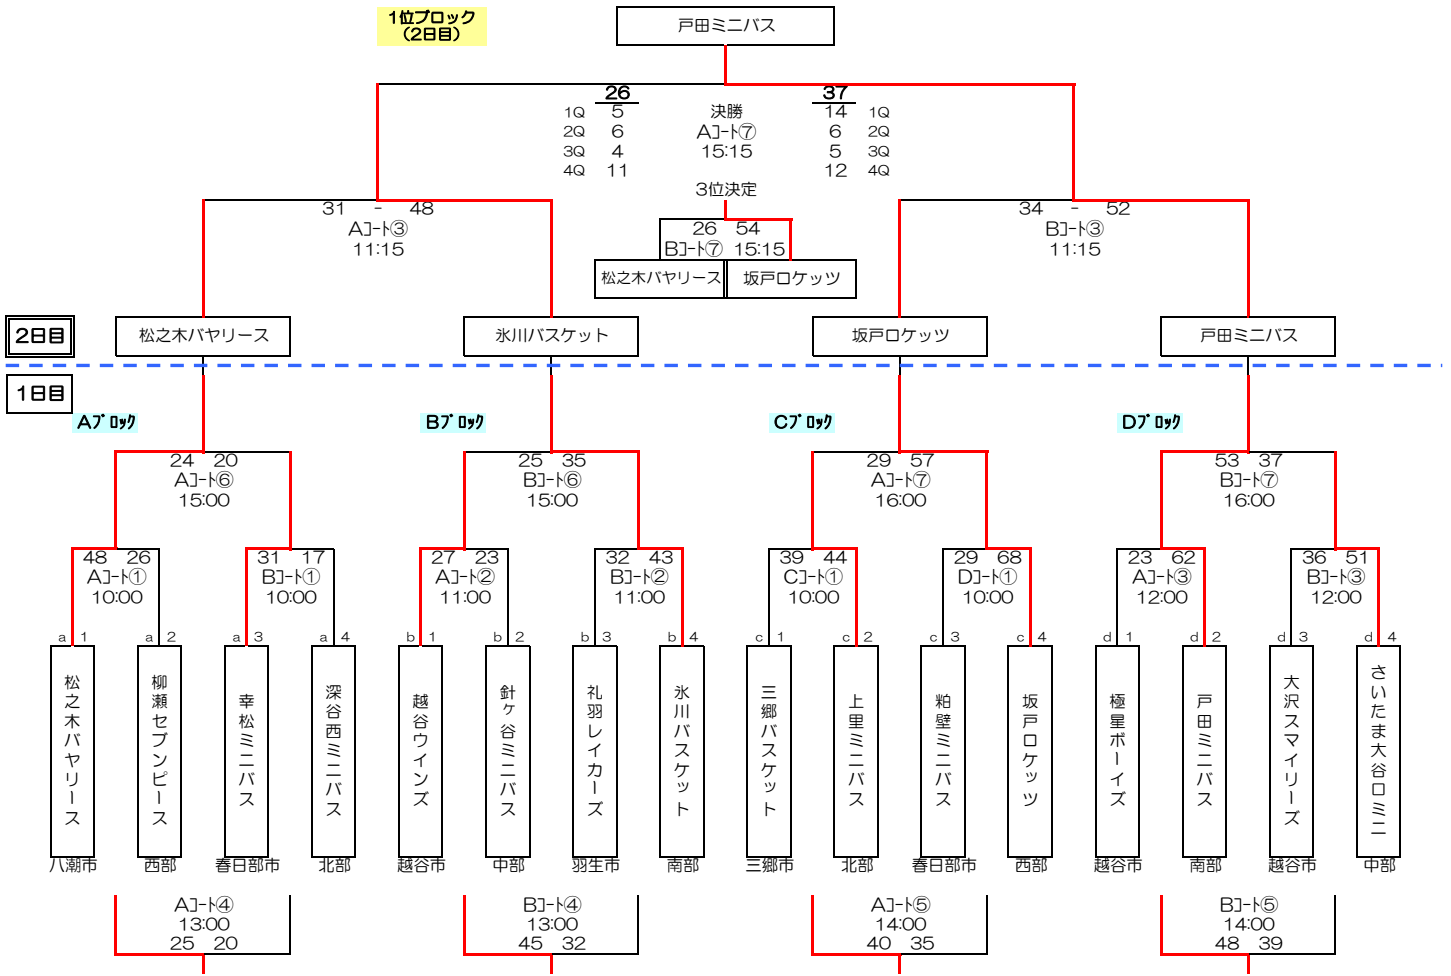 1位ブロック
（2日目）
戸田ミニバス
26 37
1Q 5 決勝 14 1Q
2Q 6 Aコート⑦ 6 2Q
3Q 4 15:15 5 3Q
4Q 11 12 4Q
3位決定
31 - 48
Aコート③
11:15
26 54
Bコート⑦ 15:15
松之木バヤリース 坂戸ロケッツ
34 - 52
Bコート③
11:15
2日目
松之木バヤリース 氷川バスケット 坂戸ロケッツ 戸田ミニバス
1日目
Aブロック Bブロック Cブロック Dブロック
24 20 25 35 29 57 53 37
Aコート⑥ Bコート⑥ Aコート⑦ Bコート⑦
15:00 15:00 16:00 16:00
48 26 31 17 27 23 32 43 39 44 29 68 23 62 36 51
Aコート① Bコート① Aコート② Bコート② Cコート① Dコート① Aコート③ Bコート③
10:00 10:00 11:00 11:00 10:00 10:00 12:00 12:00
a 1 a 2 a 3 a 4 b 1 b 2 b 3 b 4 c 1 c 2 c 3 c 4 d 1 d 2 d 3 d 4
松之木バヤリース
柳瀬セブンピース
幸松ミニバス
深谷西ミニバス
越谷ウインズ
針ヶ谷ミニバス
礼羽レイカーズ
氷川バスケット
三郷バスケット
上里ミニバス
粕壁ミニバス
坂戸ロケッツ
極星ボーイズ
戸田ミニバス
大沢スマイリーズ
さいたま大谷口ミニ
八潮市 西部 春日部市 北部 越谷市 中部 羽生市 南部 三郷市 北部 春日部市 西部 越谷市 南部 越谷市 中部
Aコート④ Bコート④ Aコート⑤ Bコート⑤
13:00 13:00 14:00 14:00
25 20 45 32 40 35 48 39